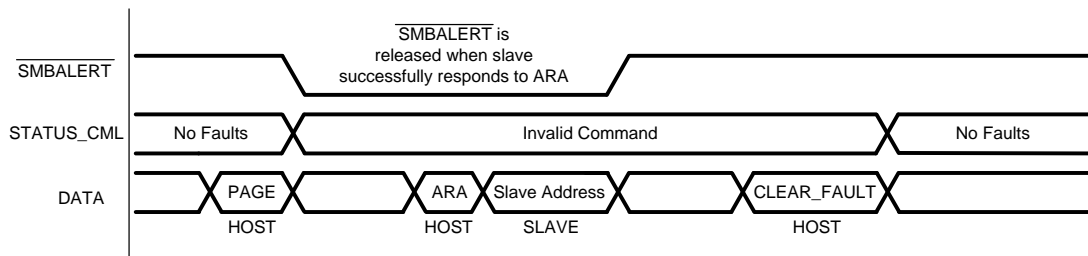 SMBALERT is
released when slave
successfully responds to ARA
SMBALERT
STATUS_CML
No Faults
Invalid Command
No Faults
DATA
PAGE
ARA
Slave Address
CLEAR_FAULT
HOST
HOST
SLAVE
HOST